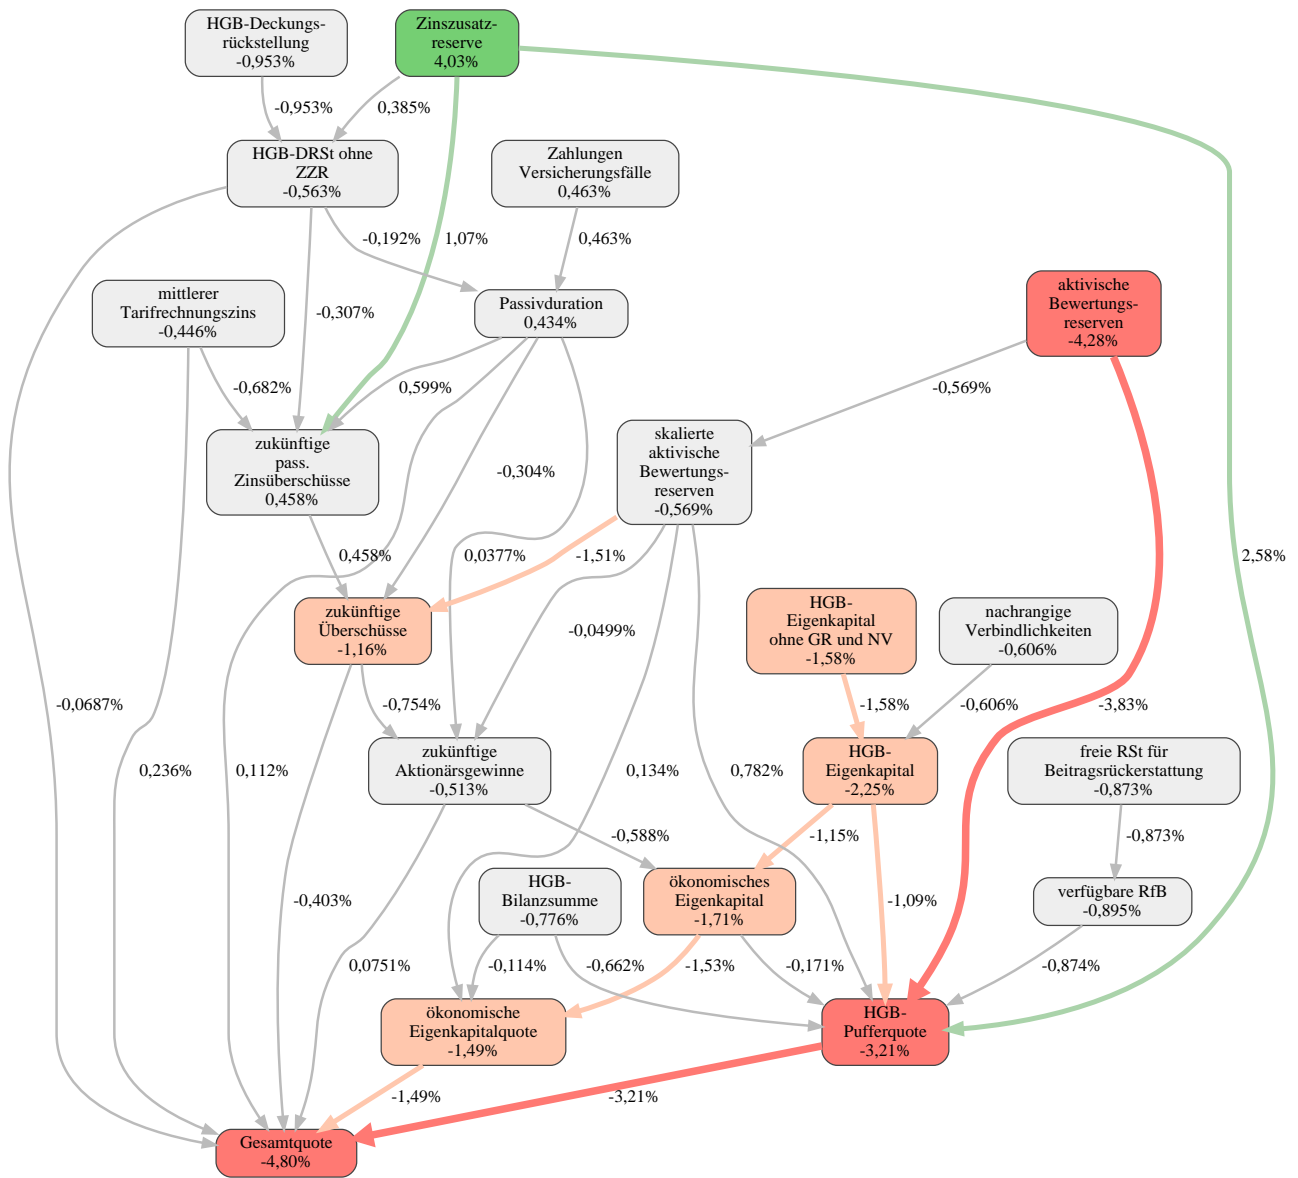 HGB-Deckungs-
rückstellung
-0,953%
Zinszusatz-
reserve
4,03%
-0,953%
0,385%
HGB-DRSt ohne
ZZR
-0,563%
Zahlungen
Versicherungsfälle
0,463%
-0,192%
1,07%
0,463%
mittlerer
Tarifrechnungszins
-0,446%
-0,307%
Passivduration
0,434%
aktivische
Bewertungs-
reserven
-4,28%
-0,682%
0,599%
-0,569%
zukünftige
pass.
Zinsüberschüsse
0,458%
-0,304%
skalierte
aktivische
Bewertungs-
reserven
-0,569%
0,458%
0,0377%
-1,51%
2,58%
zukünftige
Überschüsse
-1,16%
-0,0499%
HGB-
Eigenkapital
ohne GR und NV
-1,58%
nachrangige
Verbindlichkeiten
-0,606%
-0,0687%
-0,754%
-1,58%
-0,606%
-3,83%
0,236%
0,112%
zukünftige
Aktionärsgewinne
-0,513%
0,134%
0,782%
HGB-
Eigenkapital
-2,25%
freie RSt für
Beitragsrückerstattung
-0,873%
-0,588%
-1,15%
-0,873%
-0,403%
HGB-
Bilanzsumme
-0,776%
ökonomisches
Eigenkapital
-1,71%
-1,09%
verfügbare RfB
-0,895%
0,0751%
-0,114%
-0,662%
-1,53%
-0,171%
-0,874%
ökonomische
Eigenkapitalquote
-1,49%
HGB-
Pufferquote
-3,21%
-1,49%
-3,21%
Gesamtquote
-4,80%